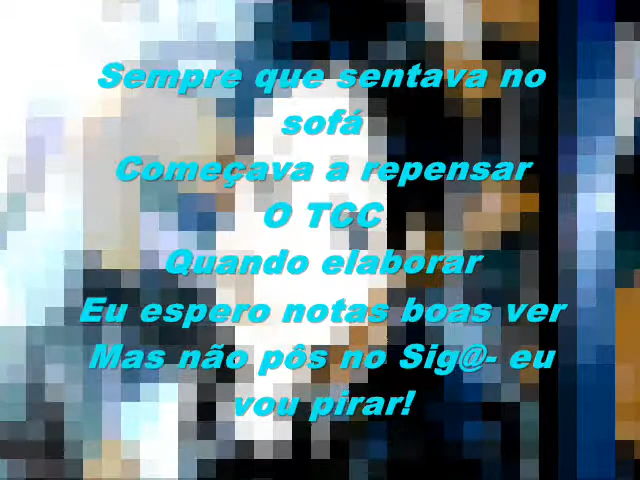 Sempre que sentava no
sofá
Começava a repensar
O TCC
Quando elaborar
Eu espero notas boas ver
Mas não pôs no Sig@- eu
vou pirar!